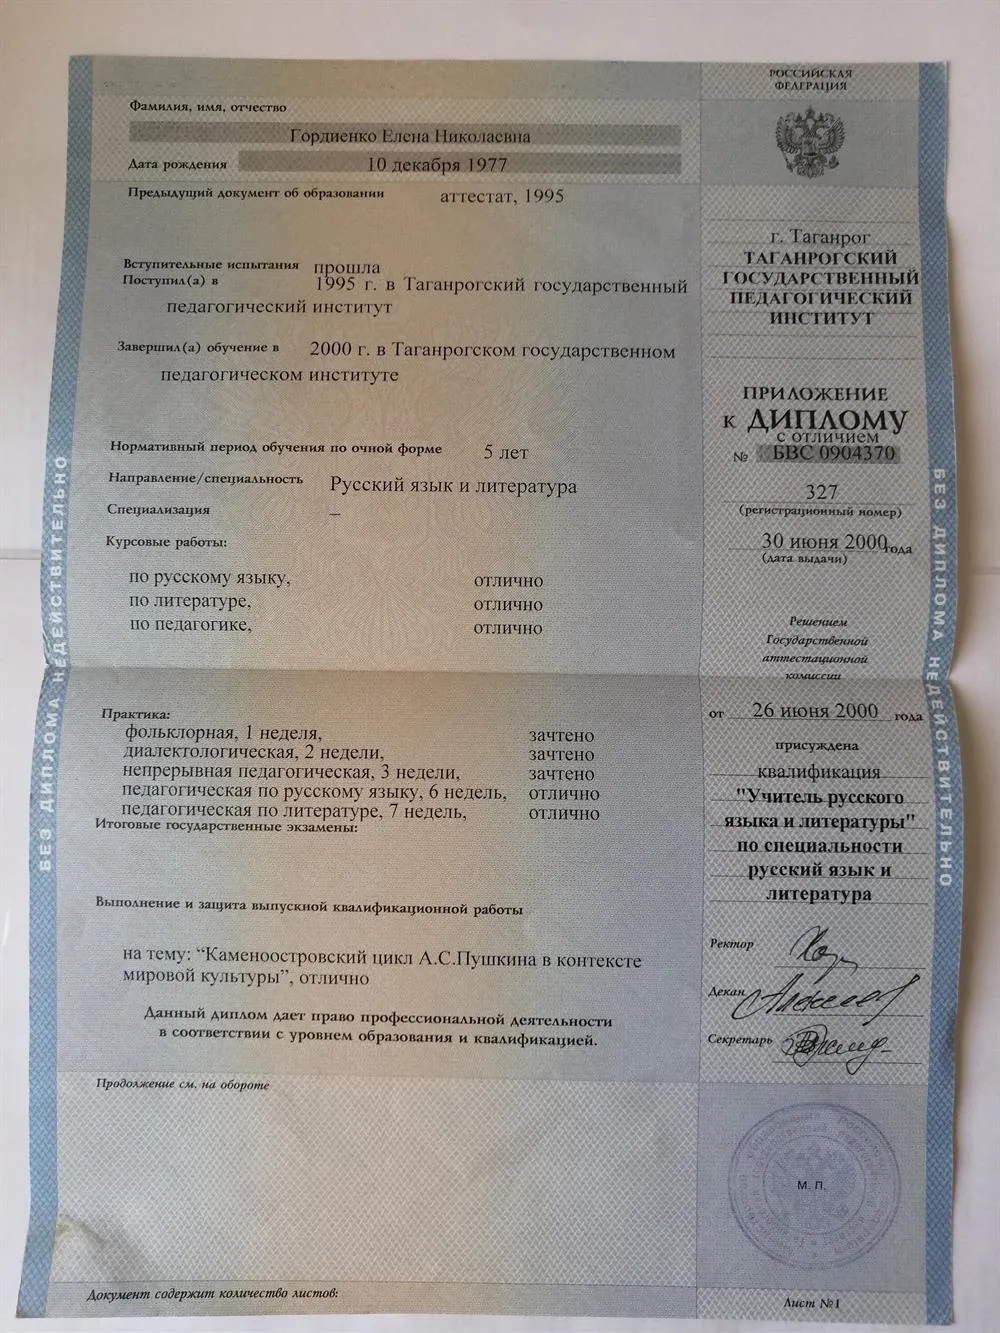 Фамилия, имя, отчество
Гордиенко Елена Николаевна
Дата рождения 10 декабря 1977
Предыдущий документ об образовании аттестат, 1995
Вступительные испытания прошла
Поступил(а) в 1995 г. в Таганрогский государственный
педагогический институт
Завершил(а) обучение в 2000 г. в Таганрогском государственном
педагогическом институте
Нормативный период обучения по очной форме 5 лет
Направление/специальность Русский язык и литература
Специализация –
Курсовые работы:
по русскому языку, отлично
по литературе, отлично
по педагогике, отлично
Практика:
фольклорная, 1 неделя, зачтено
диалектологическая, 2 недели, зачтено
непрерывная педагогическая, 3 недели, зачтено
педагогическая по русскому языку, 6 недель, отлично
педагогическая по литературе, 7 недель, отлично
Итоговые государственные экзамены:
Выполнение и защита выпускной квалификационной работы
на тему: “Каменоостровский цикл А.С.Пушкина в контексте
мировой культуры”, отлично
Данный диплом дает право профессиональной деятельности
в соответствии с уровнем образования и квалификацией.
Продолжение см. на обороте
Документ содержит количество листов:
РОССИЙСКАЯ
ФЕДЕРАЦИЯ
г. Таганрог
ТАГАНРОГСКИЙ
ГОСУДАРСТВЕННЫЙ
ПЕДАГОГИЧЕСКИЙ
ИНСТИТУТ
ПРИЛОЖЕНИЕ
к ДИПЛОМУ
с отличием
№ БВС 0904370
327
(регистрационный номер)
30 июня 2000 года
(дата выдачи)
Решением
Государственной
аттестационной
комиссии
от 26 июня 2000 года
присуждена
квалификация
"Учитель русского
языка и литературы"
по специальности
русский язык и
литература
Ректор
Декан
Секретарь
М. П.
Лист №1
БЕЗ ДИПЛОМА НЕДЕЙСТВИТЕЛЬНО
БЕЗ ДИПЛОМА НЕДЕЙСТВИТЕЛЬНО